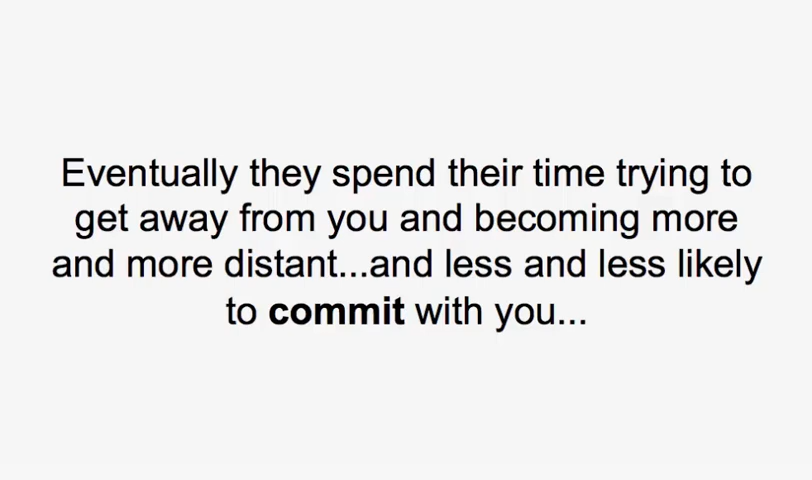 Eventually they spend their time trying to
get away from you and becoming more
and more distant...and less and less likely
to commit with you...